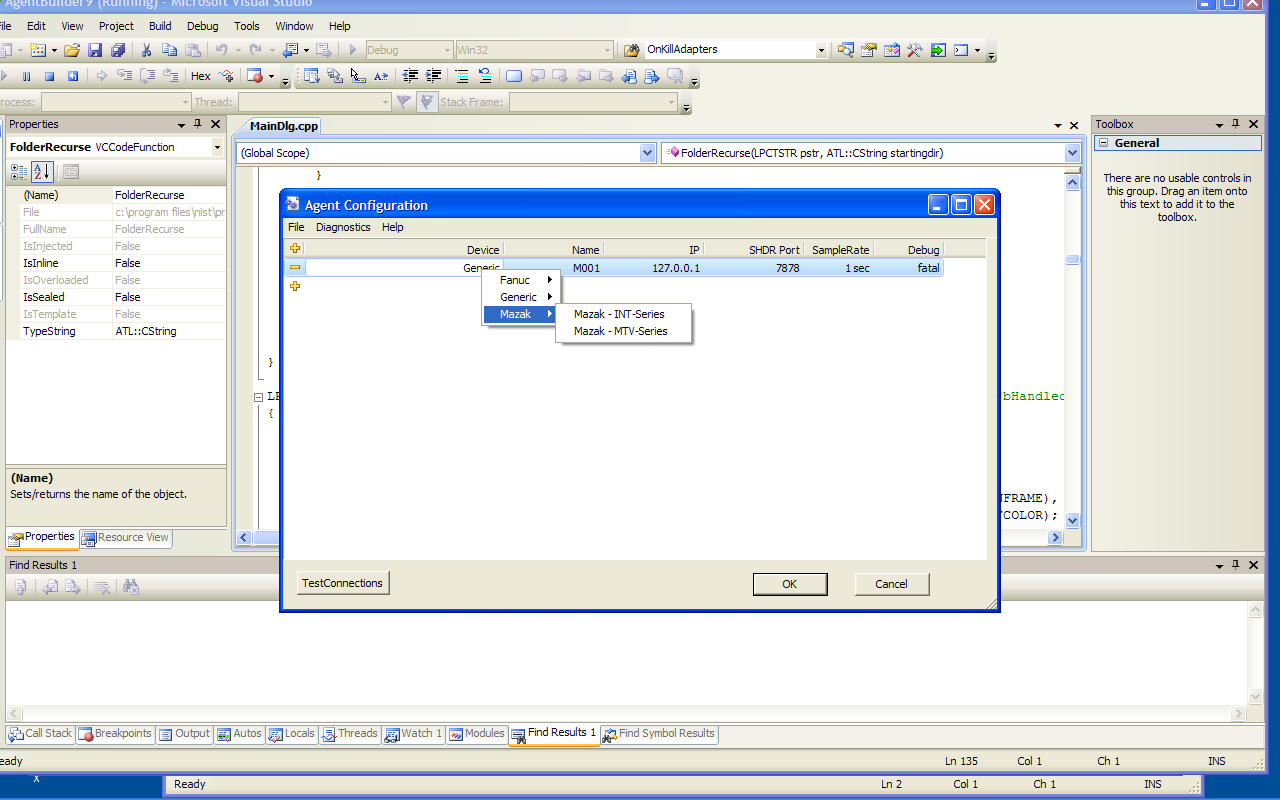 AgentBuilder9 (Running) - Microsoft Visual Studio
File Edit View Project Build Debug Tools Window Help
Debug Win32 OnKillAdapters
Hex
rocess: Thread: Stack Frame:
Properties
FolderRecurse VCCodeFunction
(Name) FolderRecurse
File c:\program files\nist\pr
FullName FolderRecurse
IsInjected False
IsInline False
IsOverloaded False
IsSealed False
IsTemplate False
TypeString ATL::CString
(Name)
Sets/returns the name of the object.
Properties Resource View
MainDlg.cpp
(Global Scope) FolderRecurse(LPCTSTR pstr, ATL::CString startingdir)
}
}
LE bHandled
{
NFRAME),
COLOR);
Agent Configuration
File Diagnostics Help
Device Name IP SHDR Port SampleRate Debug
Generic M001 127.0.0.1 7878 1 sec fatal
Fanuc
Generic
Mazak
Mazak - INT-Series
Mazak - MTV-Series
TestConnections OK Cancel
Toolbox
General
There are no usable controls in
this group. Drag an item onto
this text to add it to the
toolbox.
Find Results 1
Call Stack Breakpoints Output Autos Locals Threads Watch 1 Modules Find Results 1 Find Symbol Results
eady Ln 135 Col 1 Ch 1 INS
X
Ready Ln 2 Col 1 Ch 1 INS